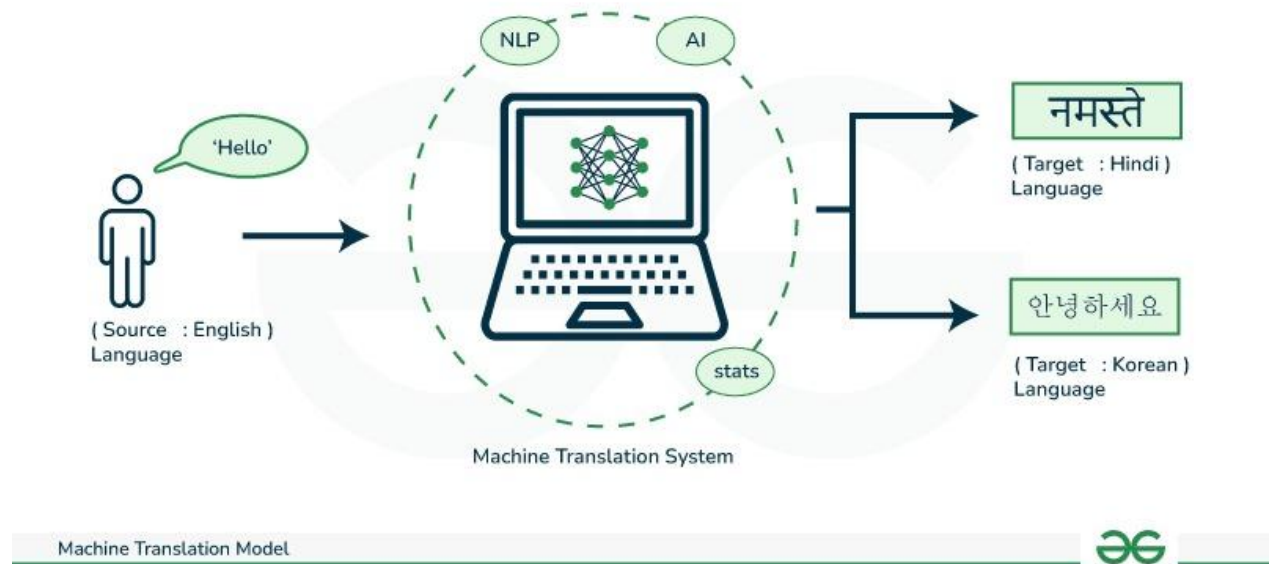 NLP
AI
'Hello'
नमस्ते
( Target : Hindi )
Language
( Source : English )
Language
안녕하세요
( Target : Korean )
Language
stats
Machine Translation System
Machine Translation Model